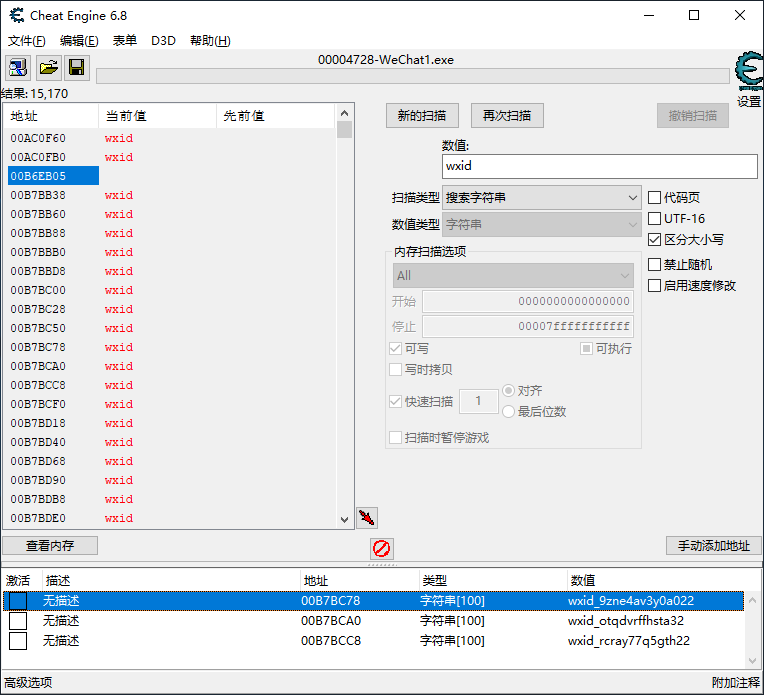 Cheat Engine 6.8
文件(F) 编辑(E) 表单 D3D 帮助(H)
00004728-WeChat1.exe
结果: 15,170
设置
地址 当前值 先前值
00AC0F60 wxid
00AC0FB0 wxid
00B6EB05
00B7BB38 wxid
00B7BB60 wxid
00B7BB88 wxid
00B7BBB0 wxid
00B7BBD8 wxid
00B7BC00 wxid
00B7BC28 wxid
00B7BC50 wxid
00B7BC78 wxid
00B7BCA0 wxid
00B7BCC8 wxid
00B7BCF0 wxid
00B7BD18 wxid
00B7BD40 wxid
00B7BD68 wxid
00B7BD90 wxid
00B7BDB8 wxid
00B7BDE0 wxid
新的扫描 再次扫描 撤销扫描
数值:
wxid
扫描类型 搜索字符串
数值类型 字符串
代码页
UTF-16
区分大小写
禁止随机
启用速度修改
内存扫描选项
All
开始 0000000000000000
停止 00007fffffffffff
可写 可执行
写时拷贝
快速扫描 1 对齐
最后位数
扫描时暂停游戏
查看内存 手动添加地址
激活 描述 地址 类型 数值
无描述 00B7BC78 字符串[100] wxid_9zne4av3y0a022
无描述 00B7BCA0 字符串[100] wxid_otqdvrffhsta32
无描述 00B7BCC8 字符串[100] wxid_rcray77q5gth22
高级选项 附加注释